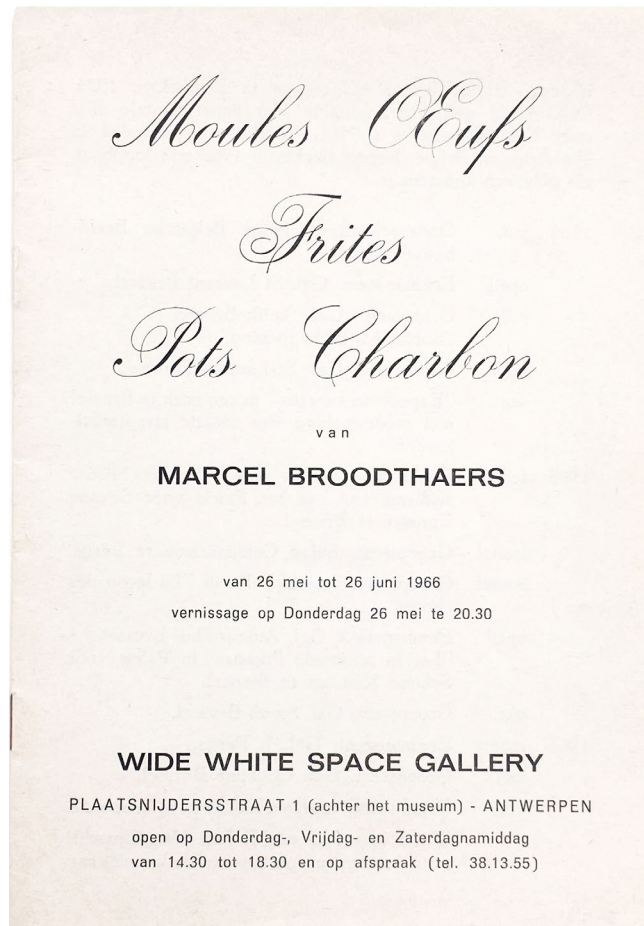 Moules Œufs
Frites
Pots Charbon
van
MARCEL BROODTHAERS
van 26 mei tot 26 juni 1966
vernissage op Donderdag 26 mei te 20.30
WIDE WHITE SPACE GALLERY
PLAATSNIJDERSSTRAAT 1 (achter het museum) - ANTWERPEN
open op Donderdag-, Vrijdag- en Zaterdagnamiddag
van 14.30 tot 18.30 en op afspraak (tel. 38.13.55)